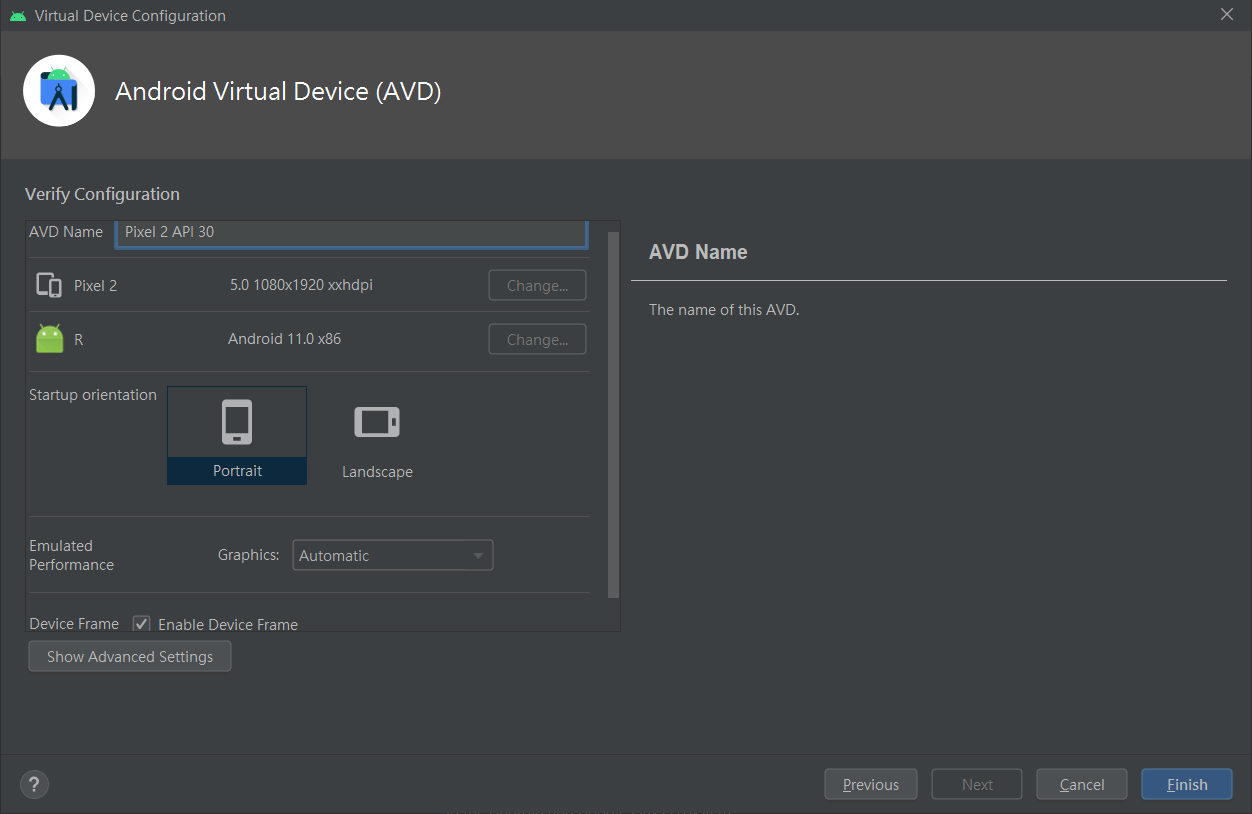 Virtual Device Configuration
Android Virtual Device (AVD)
Verify Configuration
AVD Name Pixel 2 API 30
Pixel 2 5.0 1080x1920 xxhdpi Change...
R Android 11.0 x86 Change...
Startup orientation
Portrait
Landscape
Emulated
Performance
Graphics: Automatic
Device Frame Enable Device Frame
Show Advanced Settings
AVD Name
The name of this AVD.
?
Previous Next Cancel Finish